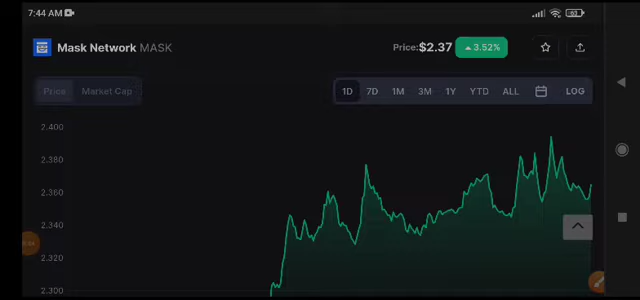 7:44 AM
63
Mask Network MASK
Price:$2.37 3.52%
Price Market Cap
1D 7D 1M 3M 1Y YTD ALL LOG
2.400
2.380
2.360
2.340
2.320
2.300